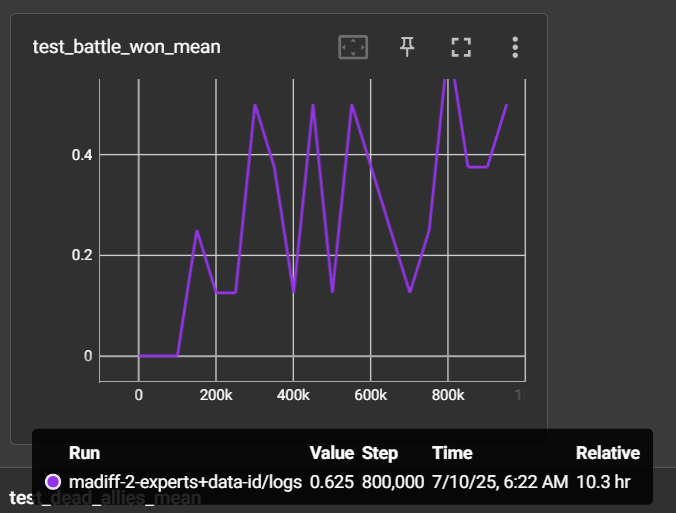 test_battle_won_mean
0.4
0.2
0
0 200k 400k 600k 800k
Run Value Step Time Relative
madiff-2-experts+data-id/logs 0.625 800,000 7/10/25, 6:22 AM 10.3 hr
test_dead_allies_mean